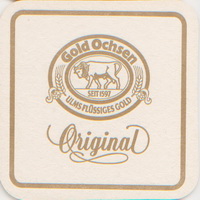 Gold Ochsen
SEIT 1597
ULMS FLÜSSIGES GOLD
Original